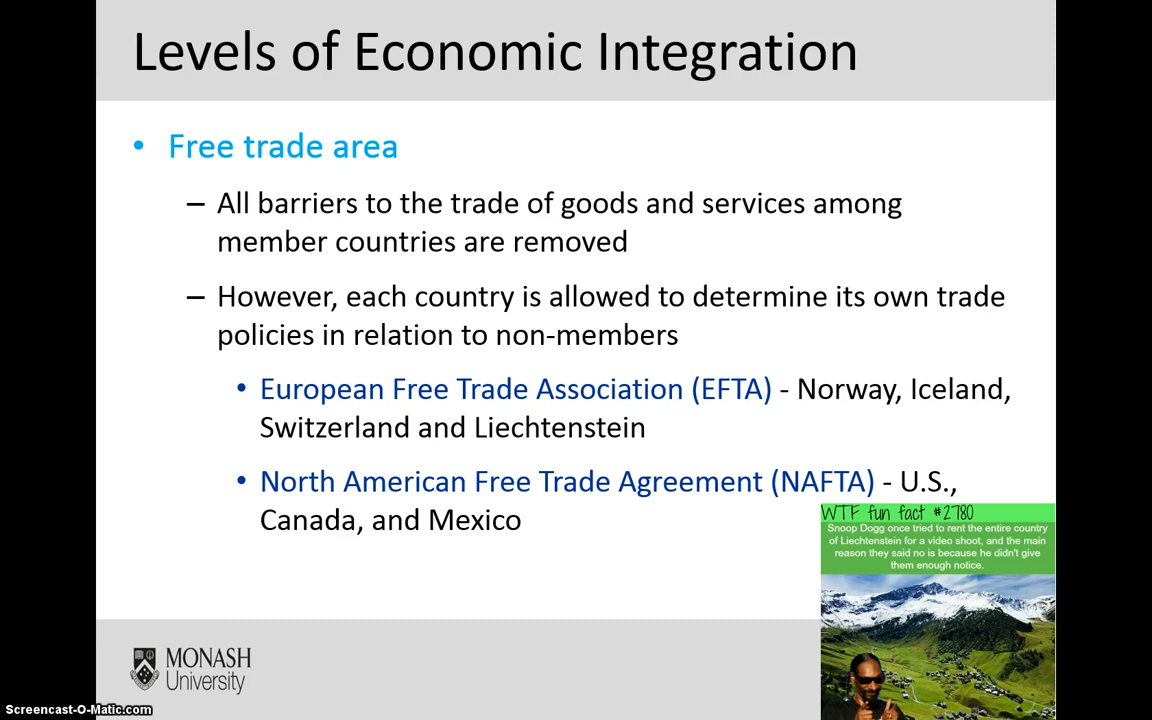 Levels of Economic Integration
• Free trade area
– All barriers to the trade of goods and services among
member countries are removed
– However, each country is allowed to determine its own trade
policies in relation to non-members
• European Free Trade Association (EFTA) - Norway, Iceland,
Switzerland and Liechtenstein
• North American Free Trade Agreement (NAFTA) - U.S.,
Canada, and Mexico
WTF fun fact #2780
Snoop Dogg once tried to rent the entire country
of Liechtenstein for a video shoot, and the main
reason they said no is because he didn't give
them enough notice.
MONASH
University
Screencast-O-Matic.com